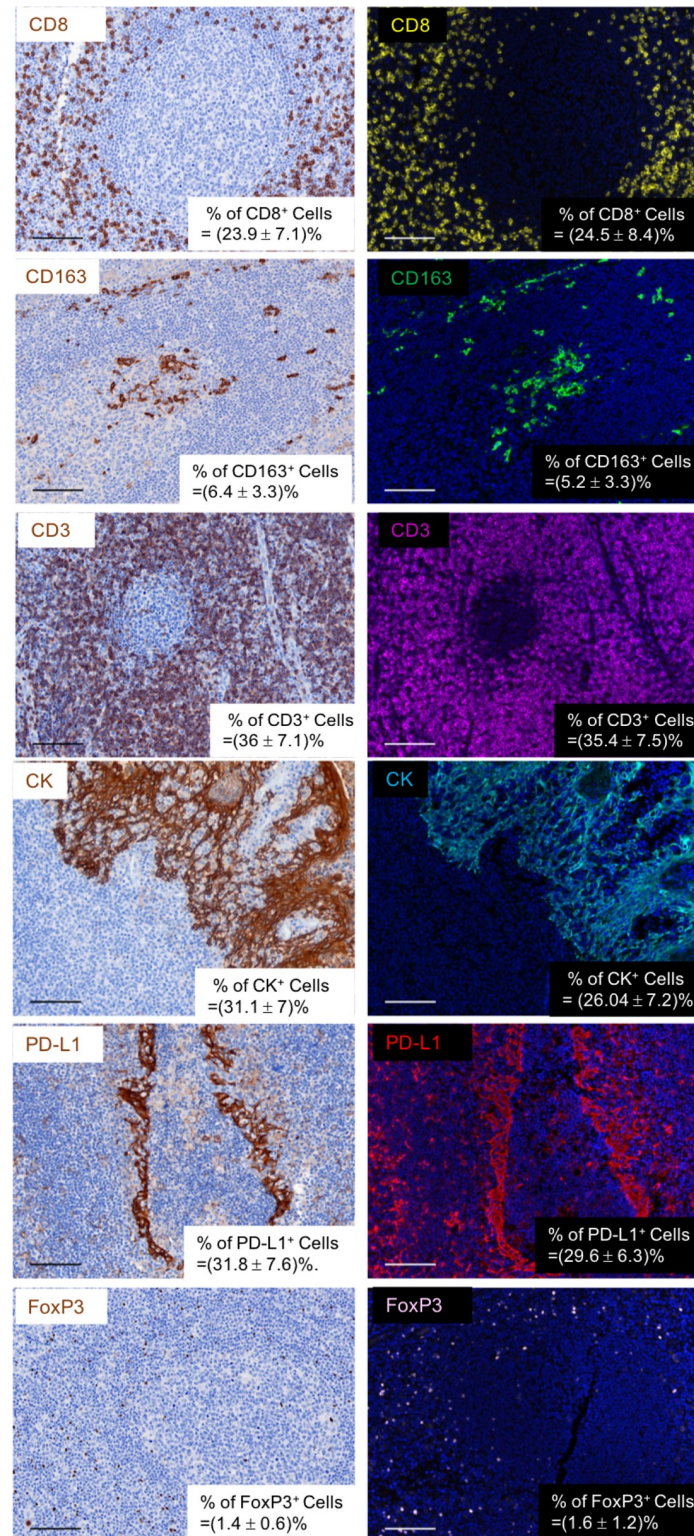 CD8
% of CD8⁺ Cells
= (23.9 ± 7.1)%
CD8
% of CD8⁺ Cells
= (24.5 ± 8.4)%
CD163
% of CD163⁺ Cells
=(6.4 ± 3.3)%
CD163
% of CD163⁺ Cells
=(5.2 ± 3.3)%
CD3
% of CD3⁺ Cells
=(36 ± 7.1)%
CD3
% of CD3⁺ Cells
=(35.4 ± 7.5)%
CK
% of CK⁺ Cells
=(31.1 ± 7)%
CK
% of CK⁺ Cells
= (26.04 ± 7.2)%
PD-L1
% of PD-L1⁺ Cells
=(31.8 ± 7.6)%.
PD-L1
% of PD-L1⁺ Cells
=(29.6 ± 6.3)%
FoxP3
% of FoxP3⁺ Cells
=(1.4 ± 0.6)%
FoxP3
% of FoxP3⁺ Cells
=(1.6 ± 1.2)%